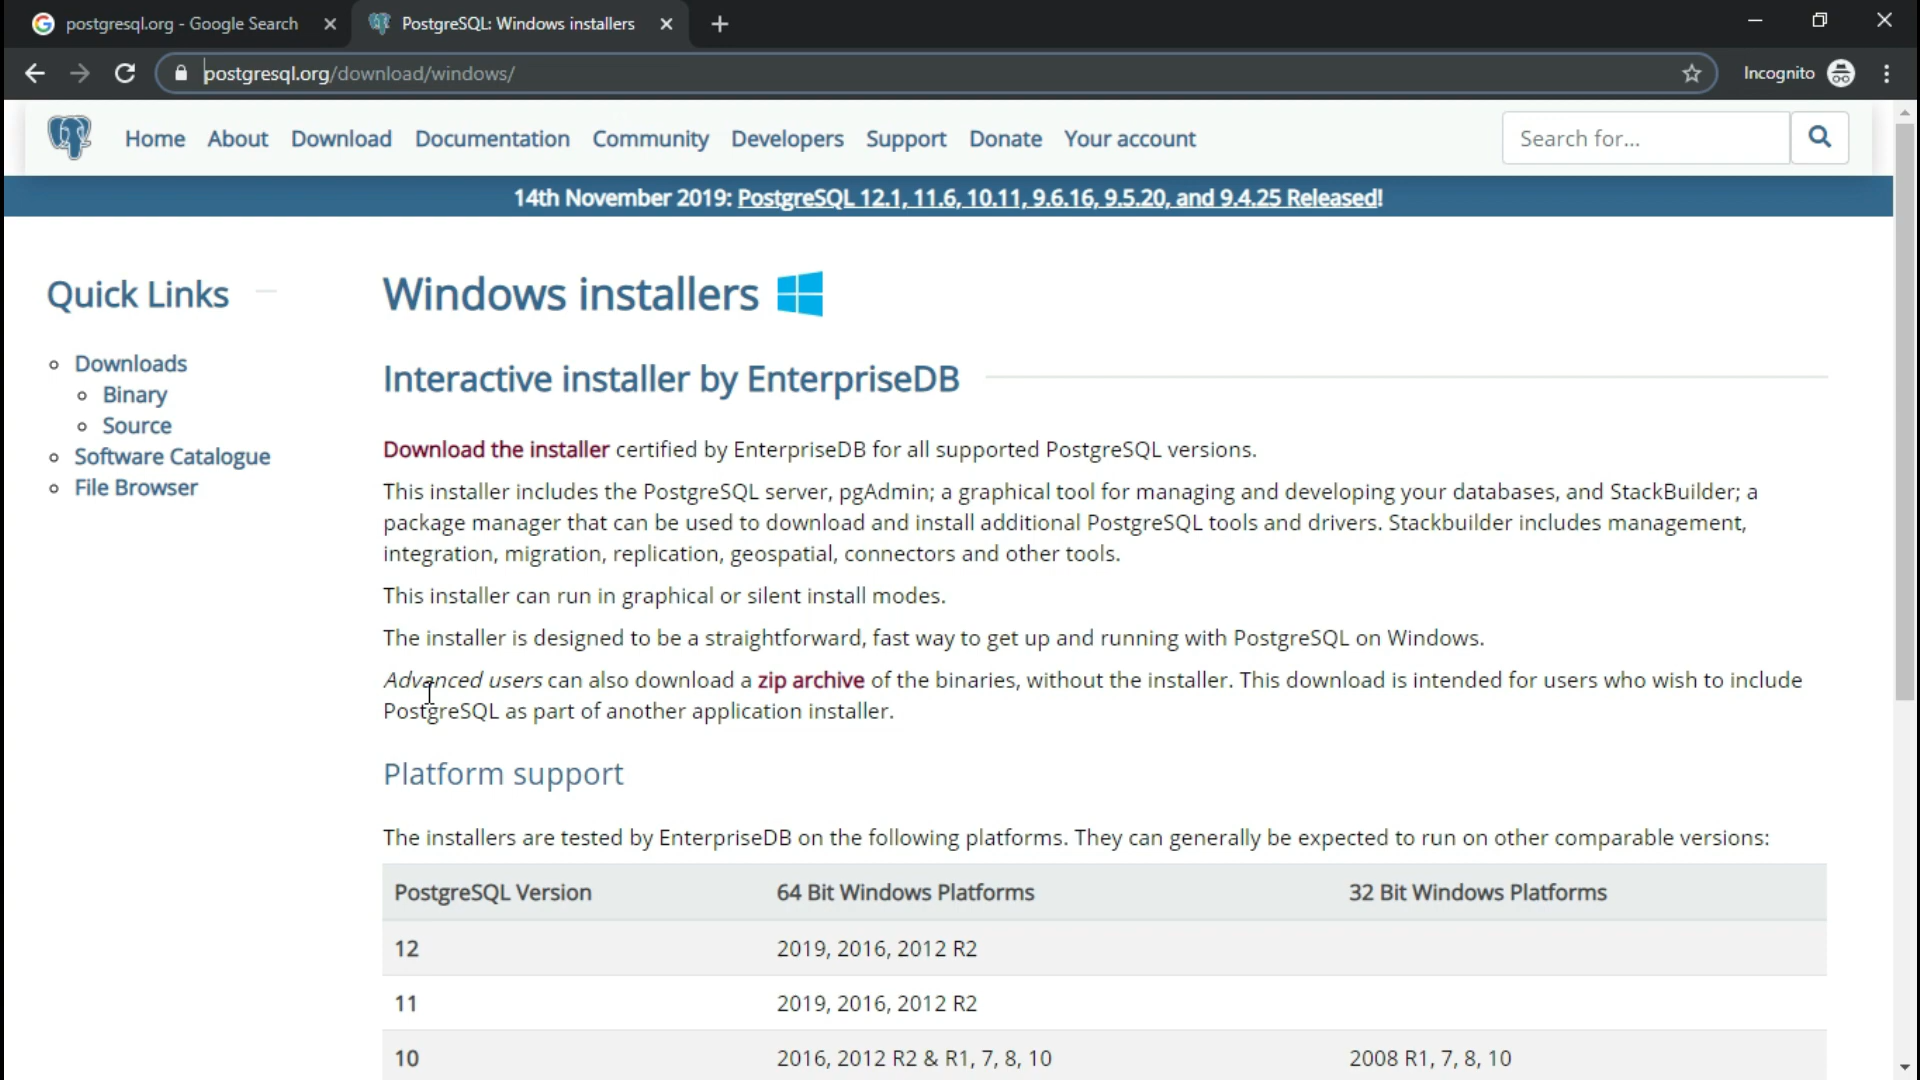 postgresql.org - Google Search
PostgreSQL: Windows installers
postgresql.org/download/windows/
Incognito
Home About Download Documentation Community Developers Support Donate Your account
Search for...
14th November 2019: PostgreSQL 12.1, 11.6, 10.11, 9.6.16, 9.5.20, and 9.4.25 Released!
Quick Links
Downloads
Binary
Source
Software Catalogue
File Browser
Windows installers
Interactive installer by EnterpriseDB
Download the installer certified by EnterpriseDB for all supported PostgreSQL versions.
This installer includes the PostgreSQL server, pgAdmin; a graphical tool for managing and developing your databases, and StackBuilder; a
package manager that can be used to download and install additional PostgreSQL tools and drivers. Stackbuilder includes management,
integration, migration, replication, geospatial, connectors and other tools.
This installer can run in graphical or silent install modes.
The installer is designed to be a straightforward, fast way to get up and running with PostgreSQL on Windows.
Advanced users can also download a zip archive of the binaries, without the installer. This download is intended for users who wish to include
PostgreSQL as part of another application installer.
Platform support
The installers are tested by EnterpriseDB on the following platforms. They can generally be expected to run on other comparable versions:
PostgreSQL Version 64 Bit Windows Platforms 32 Bit Windows Platforms
12 2019, 2016, 2012 R2
11 2019, 2016, 2012 R2
10 2016, 2012 R2 & R1, 7, 8, 10 2008 R1, 7, 8, 10